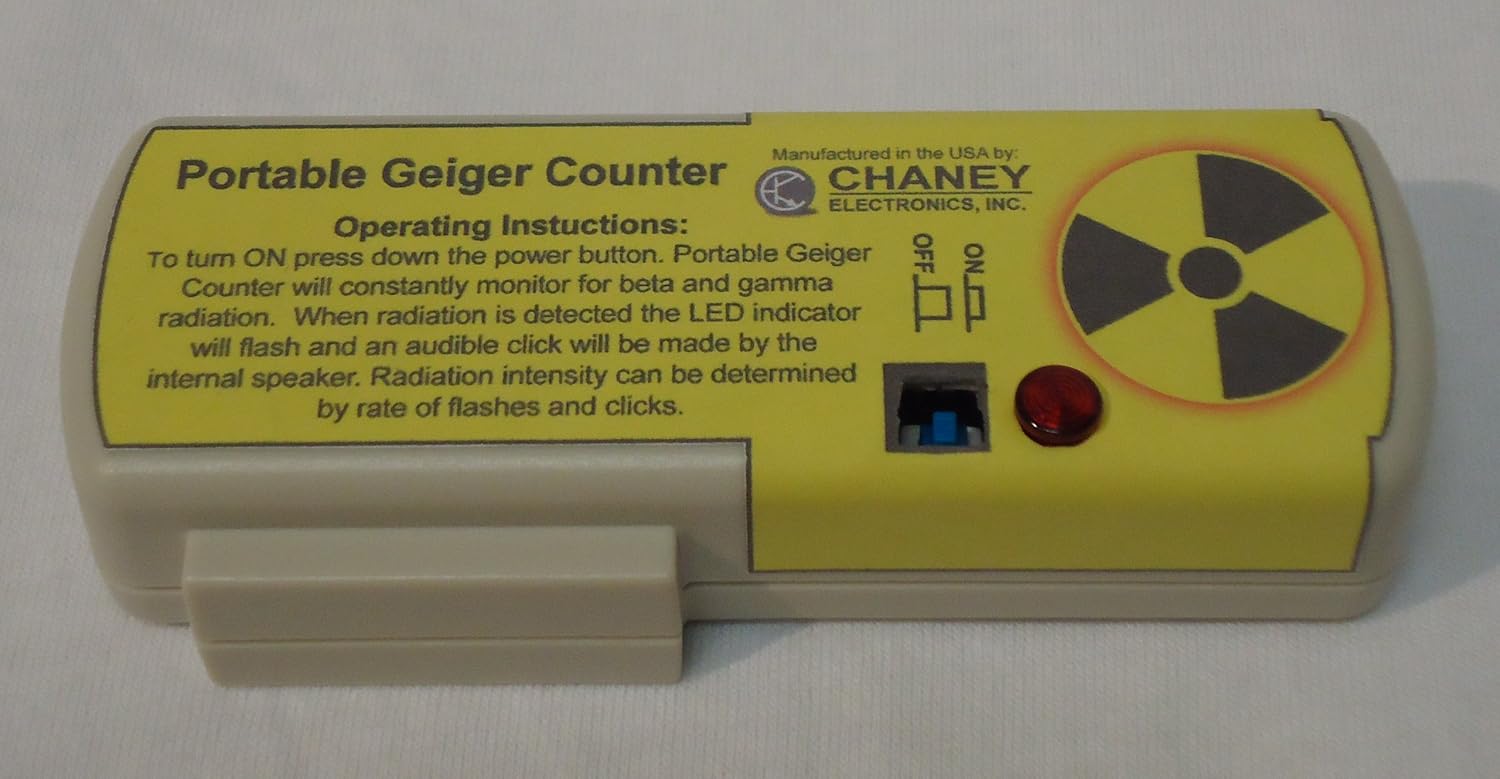 Portable Geiger Counter
Operating Instuctions:
To turn ON press down the power button. Portable Geiger
Counter will constantly monitor for beta and gamma
radiation. When radiation is detected the LED indicator
will flash and an audible click will be made by the
internal speaker. Radiation intensity can be determined
by rate of flashes and clicks.
Manufactured in the USA by:
CHANEY
ELECTRONICS, INC.
OFF
ON